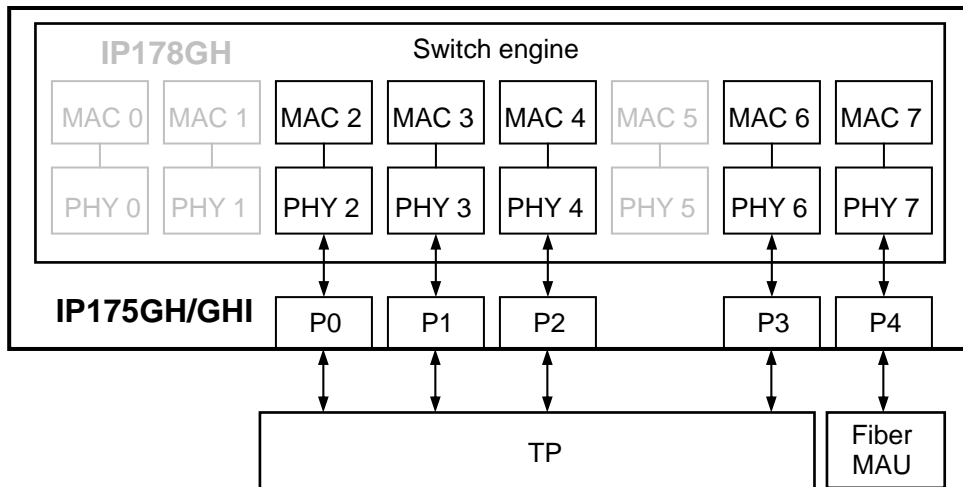 IP178GH Switch engine
MAC 0 MAC 1 MAC 2 MAC 3 MAC 4 MAC 5 MAC 6 MAC 7
PHY 0 PHY 1 PHY 2 PHY 3 PHY 4 PHY 5 PHY 6 PHY 7
IP175GH/GHI P0 P1 P2 P3 P4
TP
Fiber
MAU